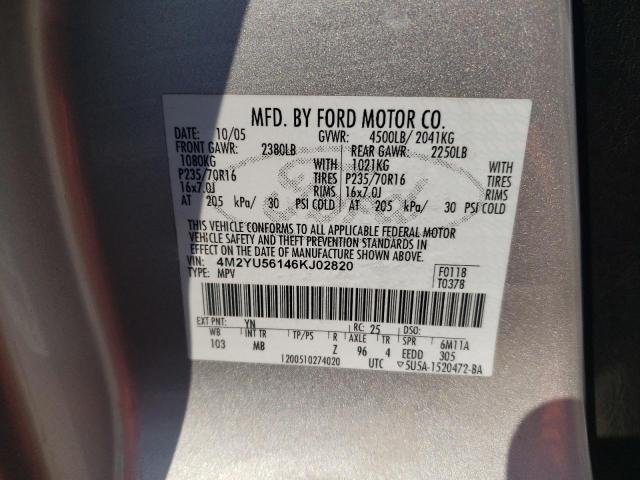 MFD. BY FORD MOTOR CO.
DATE: 10/05 GVWR: 4500LB/ 2041KG
FRONT GAWR: 2380LB REAR GAWR: 2250LB
1080KG WITH 1021KG WITH
P235/70R16 TIRES P235/70R16 TIRES
16x7.0J RIMS 16x7.0J RIMS
AT 205 kPa/ 30 PSI COLD AT 205 kPa/ 30 PSI COLD
THIS VEHICLE CONFORMS TO ALL APPLICABLE FEDERAL MOTOR
VEHICLE SAFETY AND THEFT PREVENTION STANDARDS IN
EFFECT ON THE DATE OF MANUFACTURE SHOWN ABOVE.
VIN: 4M2YU56146KJ02820 F0118
TYPE: MPV T0378
EXT PNT: YN RC: 25 DSO:
WB INT TR TP/PS R AXLE TR SPR 6M11A
103 MB Z 96 4 EEDD 305
1200510274020 UTC 5U5A-1520472-BA
Ford